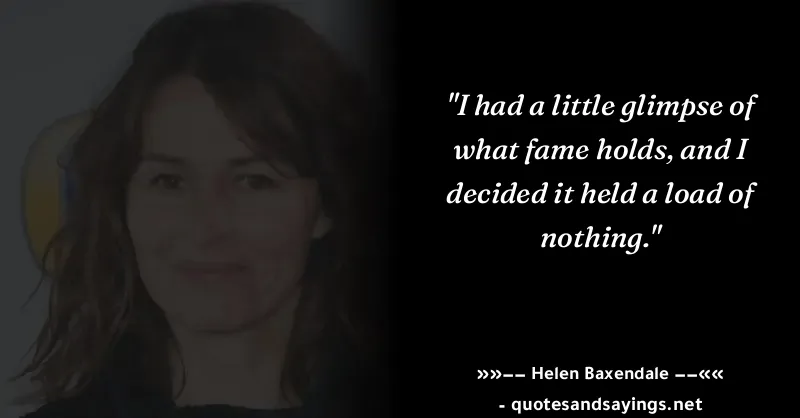 "I had a little glimpse of
what fame holds, and I
decided it held a load of
nothing."
»»−− Helen Baxendale −−««
- quotesandsayings.net